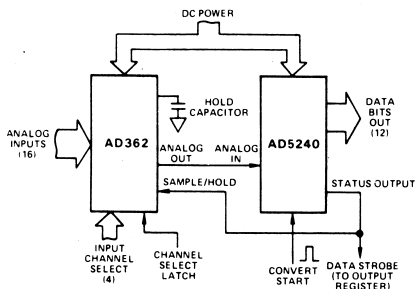 DC POWER
HOLD
CAPACITOR
DATA
BITS
OUT
(12)
ANALOG
INPUTS
(16)
AD362
ANALOG
OUT
ANALOG
IN
AD5240
SAMPLE/HOLD
STATUS OUTPUT
INPUT
CHANNEL
SELECT
(4)
CHANNEL
SELECT
LATCH
CONVERT
START
DATA STROBE
(TO OUTPUT
REGISTER)